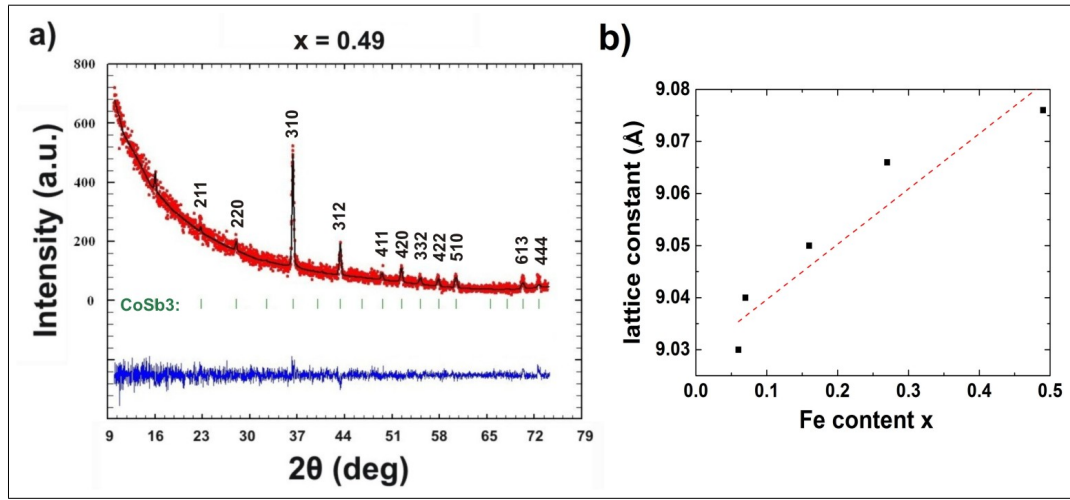 a)
x = 0.49
800
600
400
200
0
Intensity (a.u.)
211
220
310
312
411
420
332
422
510
613
444
CoSb3:
9 16 23 30 37 44 51 58 65 72 79
2θ (deg)
b)
9.08
9.07
9.06
9.05
9.04
9.03
lattice constant (Å)
0.0 0.1 0.2 0.3 0.4 0.5
Fe content x